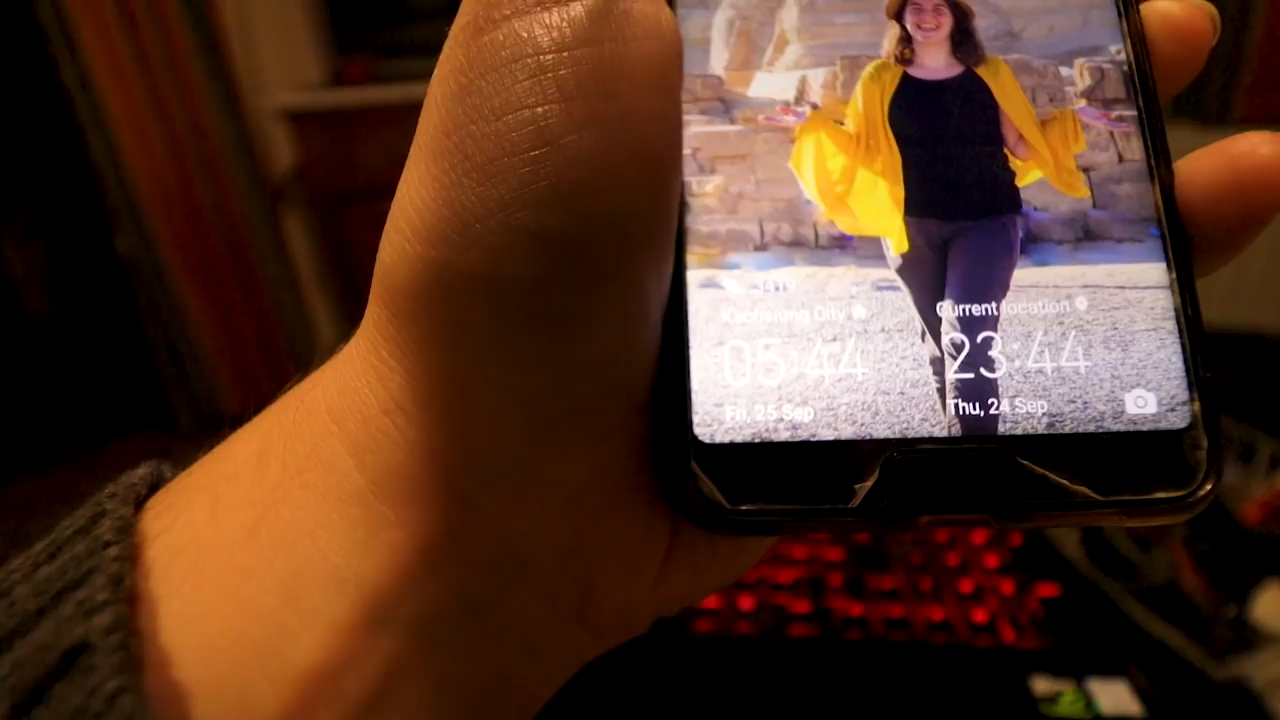 Kaohsiung City
Current location
05:44
23:44
Fri, 25 Sep
Thu, 24 Sep